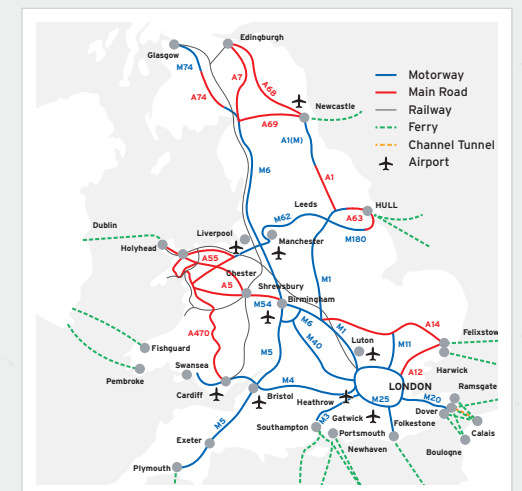 Edingburgh
Glasgow
M74
A7
A68
A74
Newcastle
A69
A1(M)
M6
A1
Motorway
Main Road
Railway
Ferry
Channel Tunnel
Airport
Leeds
HULL
M62
A63
M180
Dublin
Liverpool
Manchester
Holyhead
A55
Chester
A5
Shrewsbury
M1
M54
Birmingham
A470
M6
M1
A14
Felixstow
M40
Luton
M11
Fishguard
Harwick
Swansea
M5
Pembroke
A12
M4
LONDON
Ramsgate
Cardiff
Bristol
Heathrow
M25
M20
Dover
M3
Gatwick
Folkestone
Calais
Southampton
Portsmouth
M5
Exeter
Newhaven
Boulogne
Plymouth